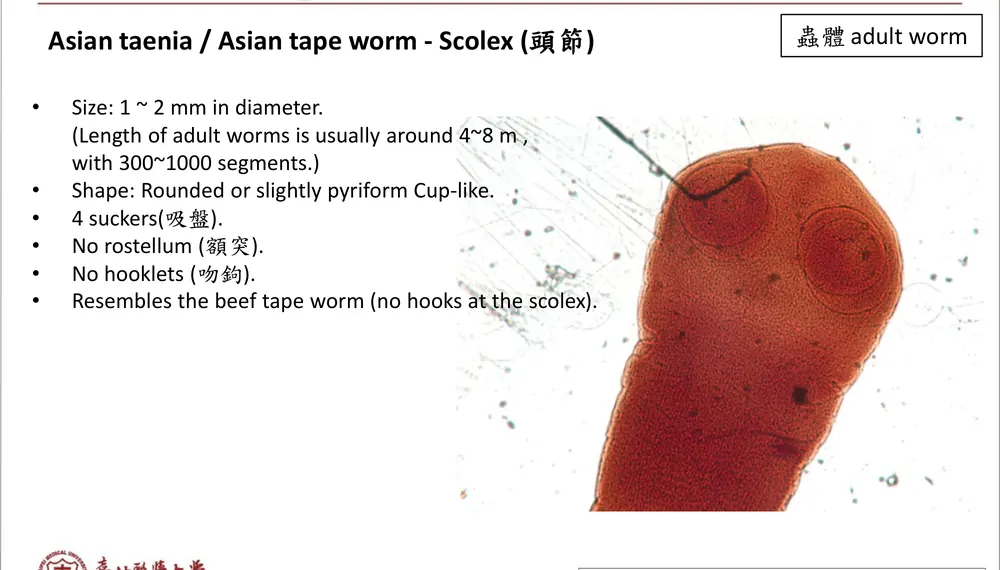 Asian taenia / Asian tape worm - Scolex (頭節)
蟲體 adult worm
• Size: 1 ~ 2 mm in diameter.
(Length of adult worms is usually around 4~8 m ,
with 300~1000 segments.)
• Shape: Rounded or slightly pyriform Cup-like.
• 4 suckers(吸盤).
• No rostellum (額突).
• No hooklets (吻鉤).
• Resembles the beef tape worm (no hooks at the scolex).